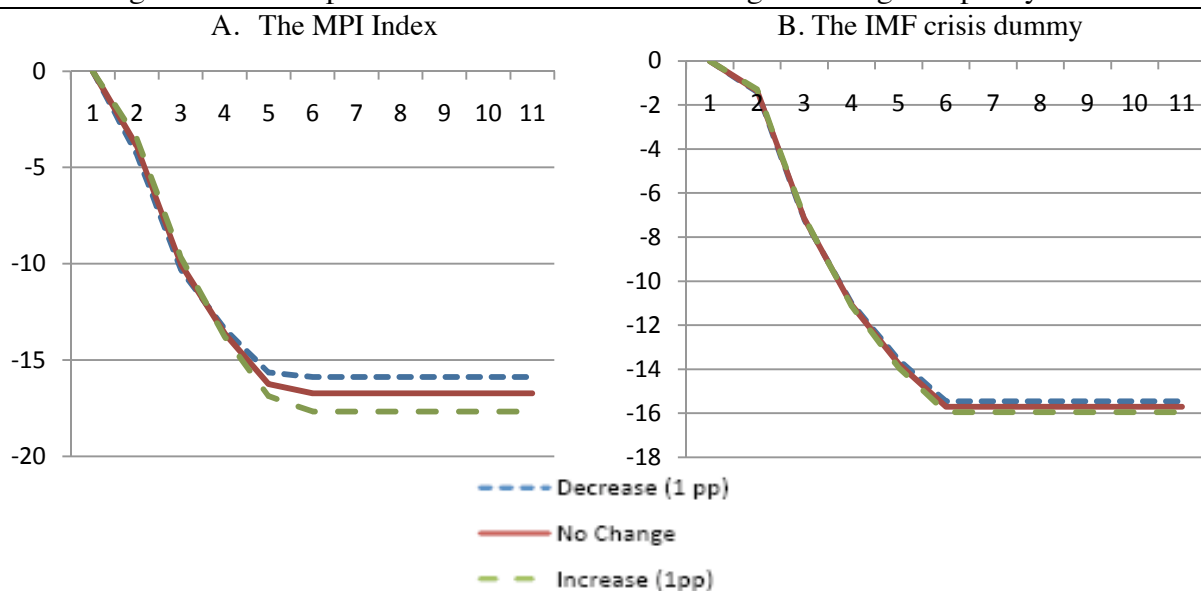 A. The MPI Index
0
1 2 3 4 5 6 7 8 9 10 11
-5
-10
-15
-20
B. The IMF crisis dummy
0
-2
1 2 3 4 5 6 7 8 9 10 11
-4
-6
-8
-10
-12
-14
-16
-18
Decrease (1 pp)
No Change
Increase (1pp)